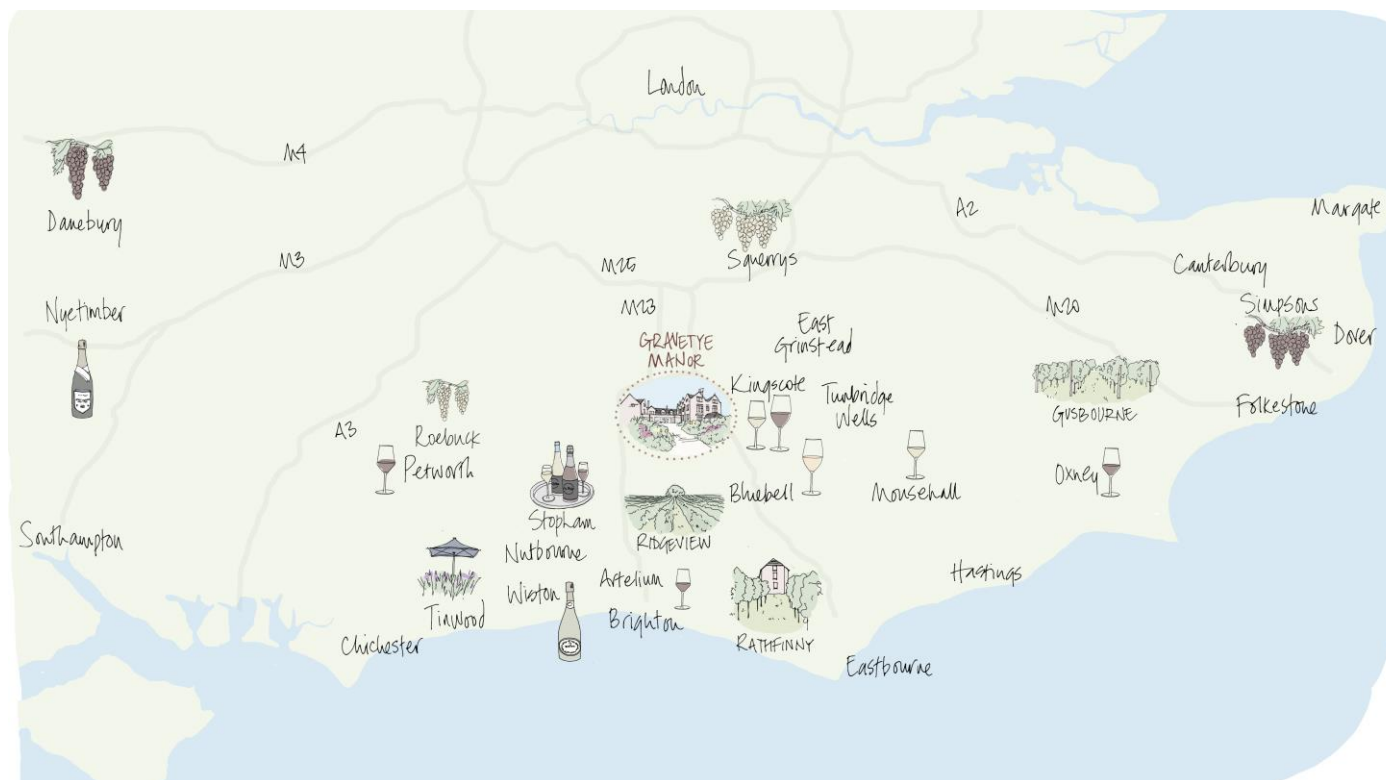 London
M4
Danebury
A2
Margate
Squerrys
M3
M25
Canterbury
Nyetimber
M23
M20
Simpsons
Dover
East
Grinstead
GRAVETYE
MANOR
Kingscote
Tunbridge
Wells
GUSBOURNE
Folkestone
A3
Roebuck
Petworth
Bluebell
Mousehall
Oxney
Stopham
RIDGEVIEW
Southampton
Nutbourne
Hastings
Artelium
Wiston
Tinwood
Brighton
RATHFINNY
Chichester
Eastbourne